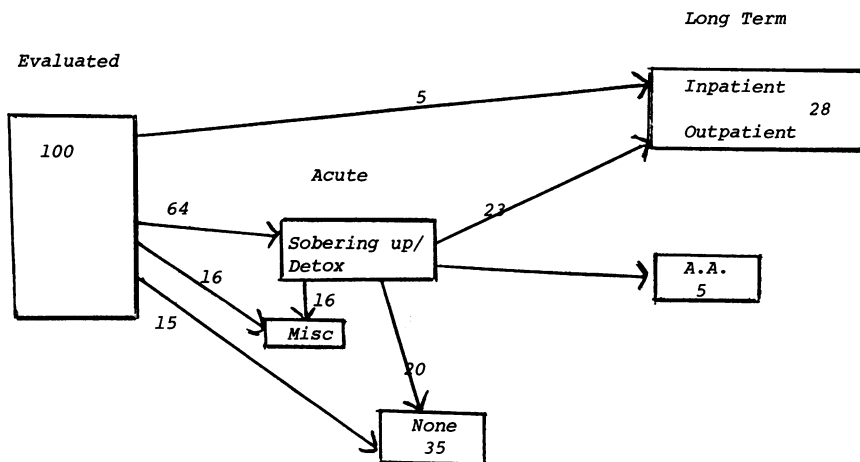 Long Term
Evaluated
Inpatient
5
28
100
Outpatient
Acute
64
23
Sobering up/
Detox
A.A.
5
16
16
15
Misc
20
None
35